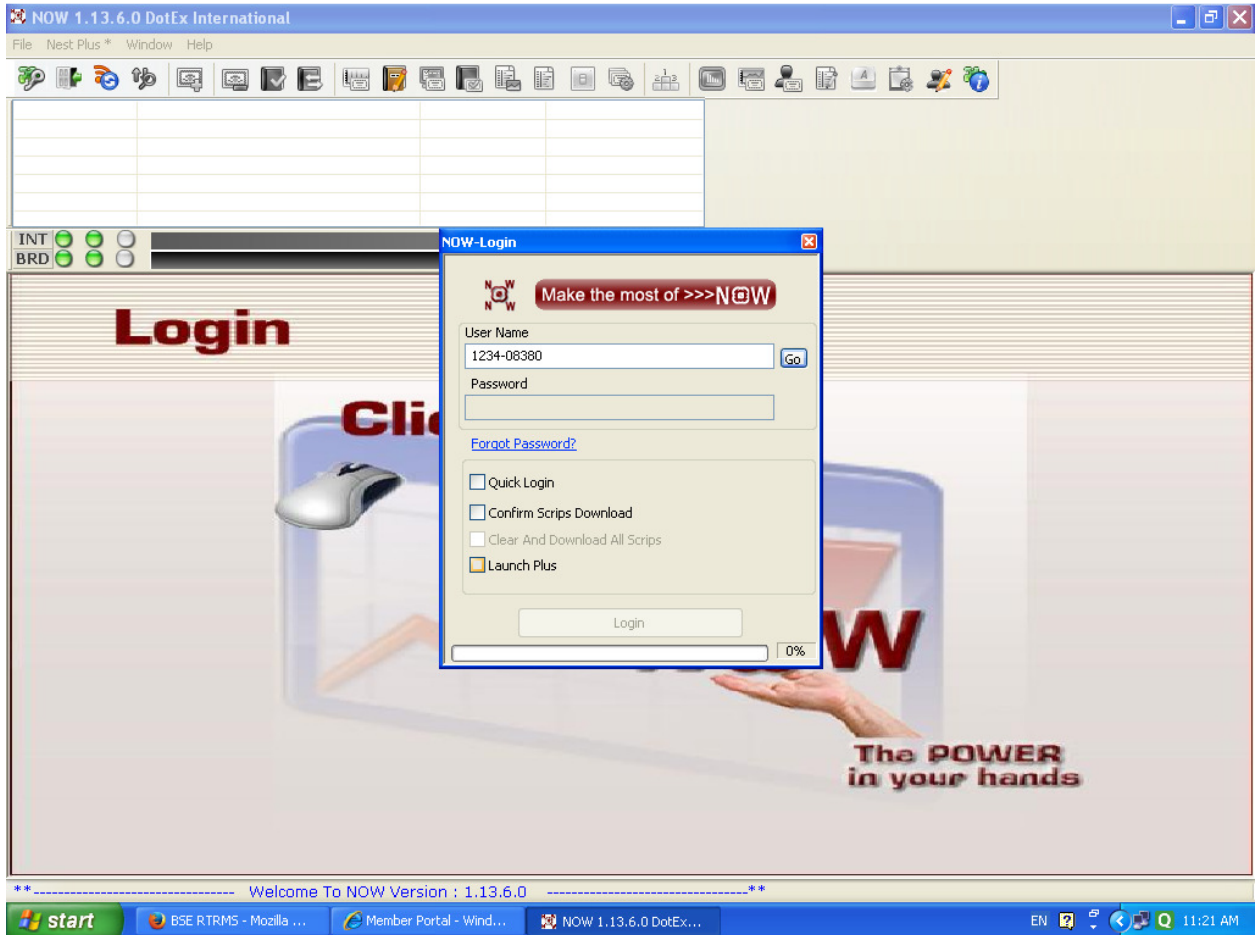 NOW 1.13.6.0 DotEx International
File Nest Plus * Window Help
INT
BRD
NOW-Login
N W
N W
Make the most of >>>NOW
Login
User Name
1234-08380
Go
Password
Forgot Password?
Quick Login
Confirm Scrips Download
Clear And Download All Scrips
Launch Plus
Login
0%
The POWER
in your hands
**--------------------------------- Welcome To NOW Version : 1.13.6.0 ---------------------------------**
start
BSE RTRMS - Mozilla ...
Member Portal - Wind...
NOW 1.13.6.0 DotEx...
EN
11:21 AM